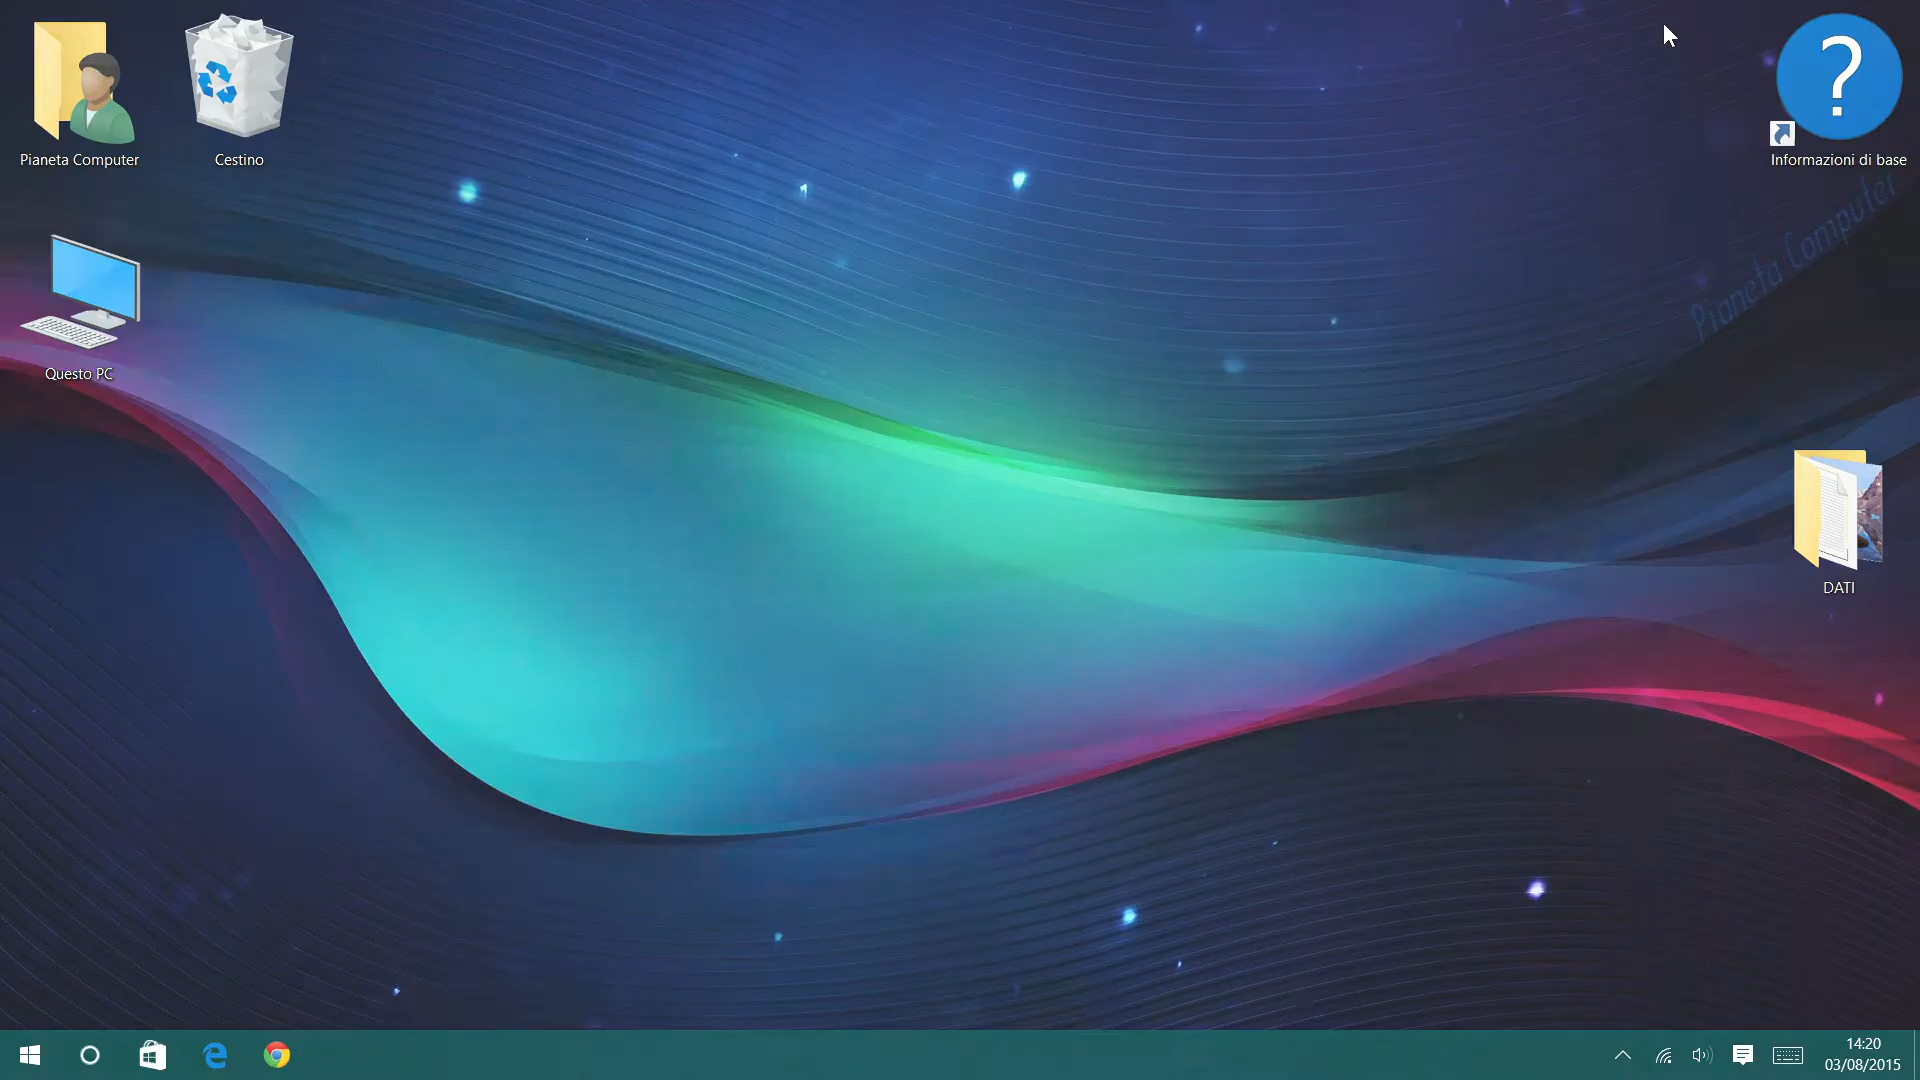 Pianeta Computer
Cestino
Informazioni di base
Pianeta Computer
Questo PC
DATI
14:20
03/08/2015